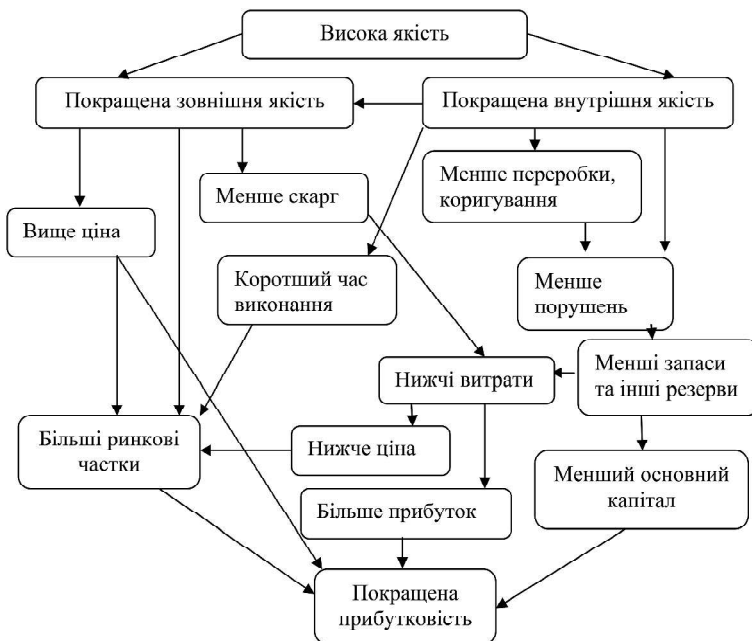 Висока якість
Покращена зовнішня якість
Покращена внутрішня якість
Менше скарг
Менше переробки,
коригування
Вище ціна
Коротший час
виконання
Менше
порушень
Нижчі витрати
Менші запаси
та інші резерви
Більші ринкові
частки
Нижче ціна
Менший основний
капітал
Більше прибуток
Покращена
прибутковість